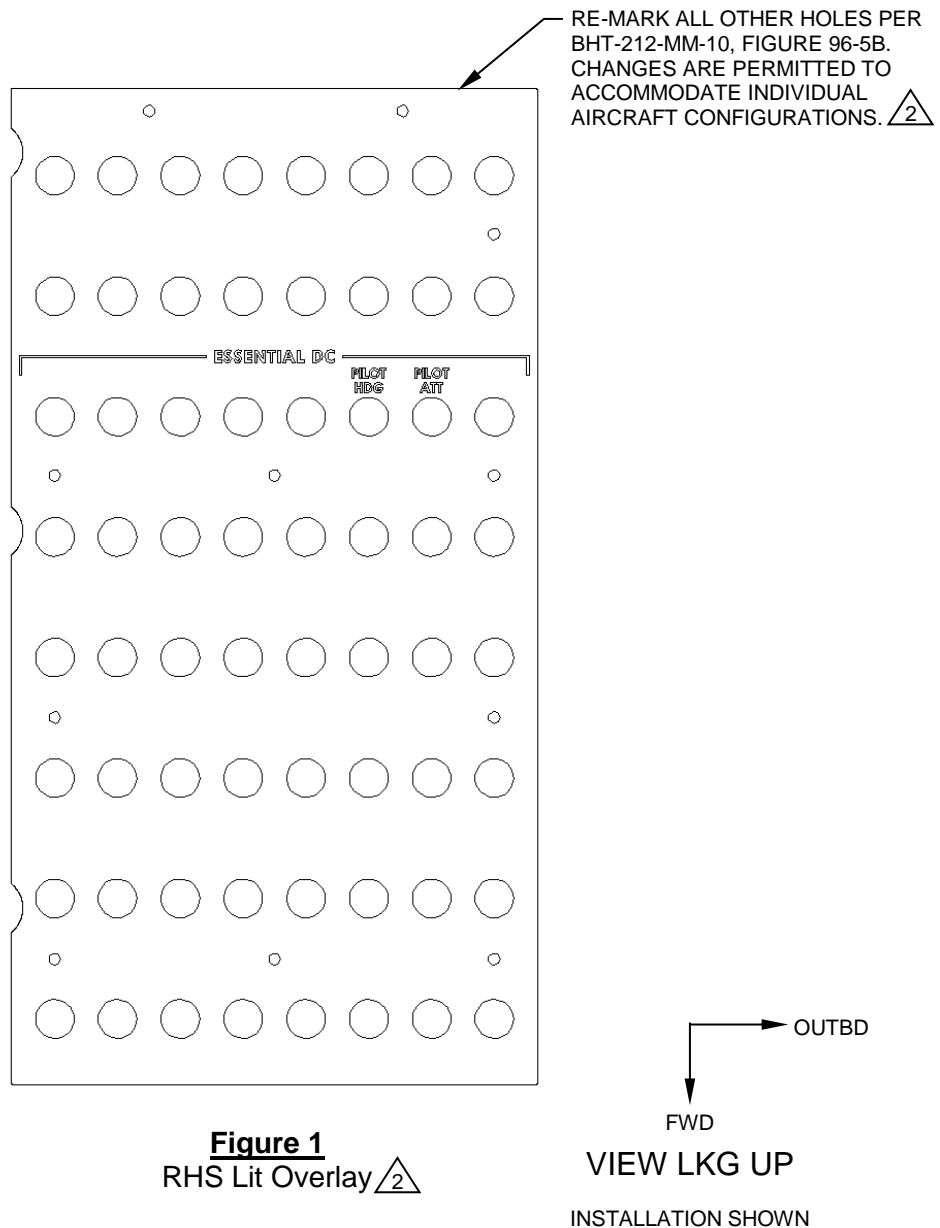 RE-MARK ALL OTHER HOLES PER
BHT-212-MM-10, FIGURE 96-5B.
CHANGES ARE PERMITTED TO
ACCOMMODATE INDIVIDUAL
AIRCRAFT CONFIGURATIONS. 2
ESSENTIAL DC
PILOT HDG
PILOT ATT
OUTBD
FWD
Figure 1
RHS Lit Overlay 2
VIEW LKG UP
INSTALLATION SHOWN